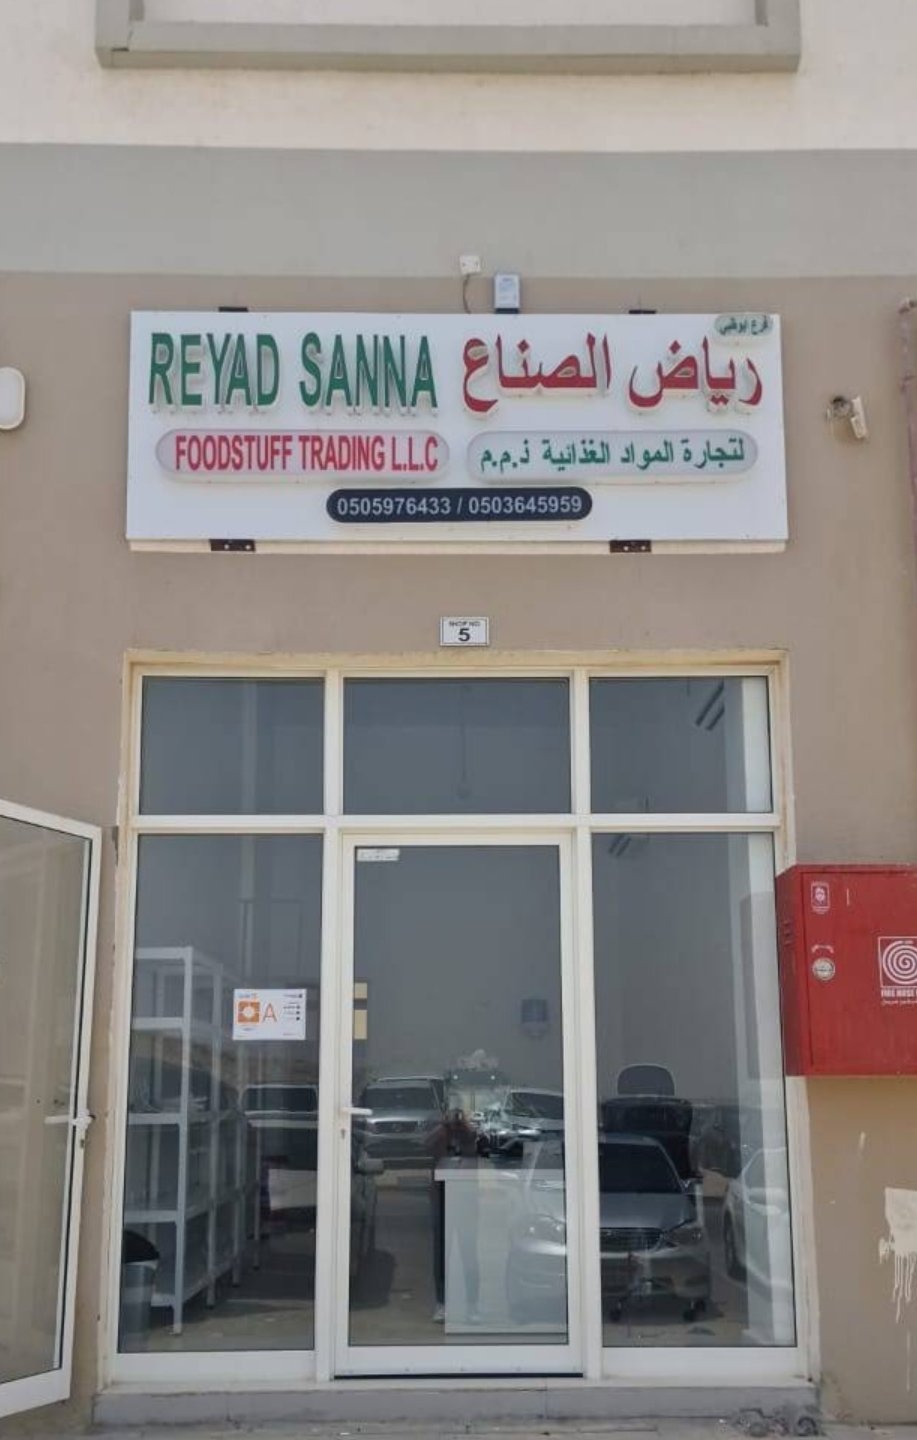 فرع ابوظبي
REYAD SANNA رياض الصناع
FOODSTUFF TRADING L.L.C لتجارة المواد الغذائية ذ.م.م
0505976433 / 0503645959
SHOP NO.
5
A
FIRE HOSE